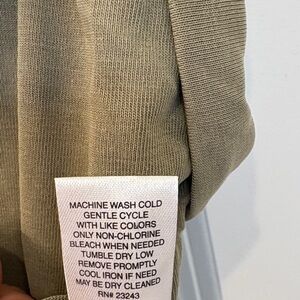 MACHINE WASH COLD
GENTLE CYCLE
WITH LIKE COLORS
ONLY NON-CHLORINE
BLEACH WHEN NEEDED
TUMBLE DRY LOW
REMOVE PROMPTLY
COOL IRON IF NEED
MAY BE DRY CLEANED
RN# 23243